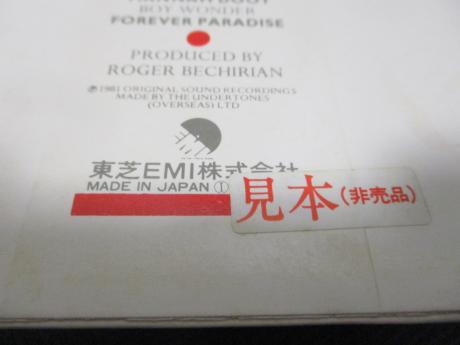 BOY WONDER
FOREVER PARADISE
PRODUCED BY
ROGER BECHIRIAN
℗1981 ORIGINAL SOUND RECORDINGS
MADE BY THE UNDERTONES
(OVERSEAS) LTD
東芝EMI株式会社
MADE IN JAPAN Ⓘ
見本(非売品)